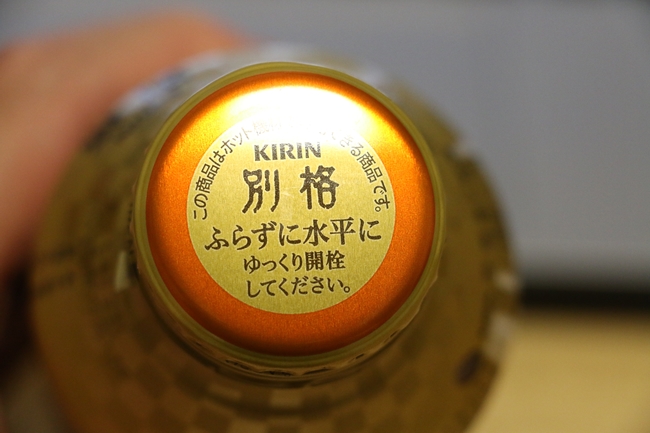 この商品はホット
きる商品です。
KIRIN
別格
ふらずに水平に
ゆっくり開栓
してください。